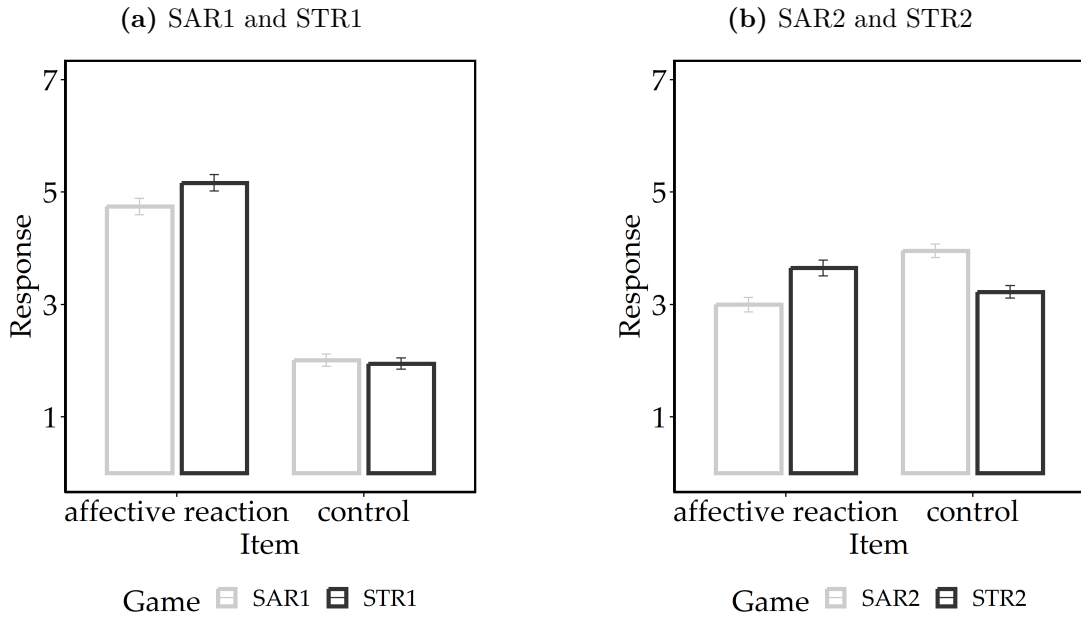 (a) SAR1 and STR1
7
5
3
1
Response
affective reaction control
Item
Game SAR1 STR1
(b) SAR2 and STR2
7
5
3
1
Response
affective reaction control
Item
Game SAR2 STR2